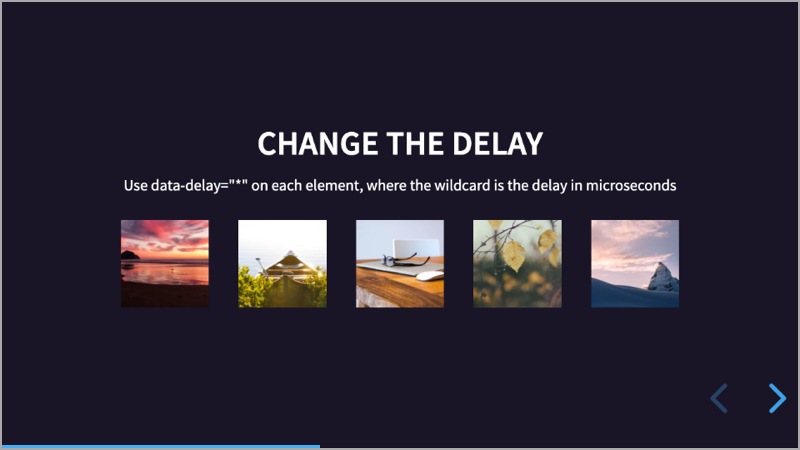 CHANGE THE DELAY
Use data-delay="*" on each element, where the wildcard is the delay in microseconds